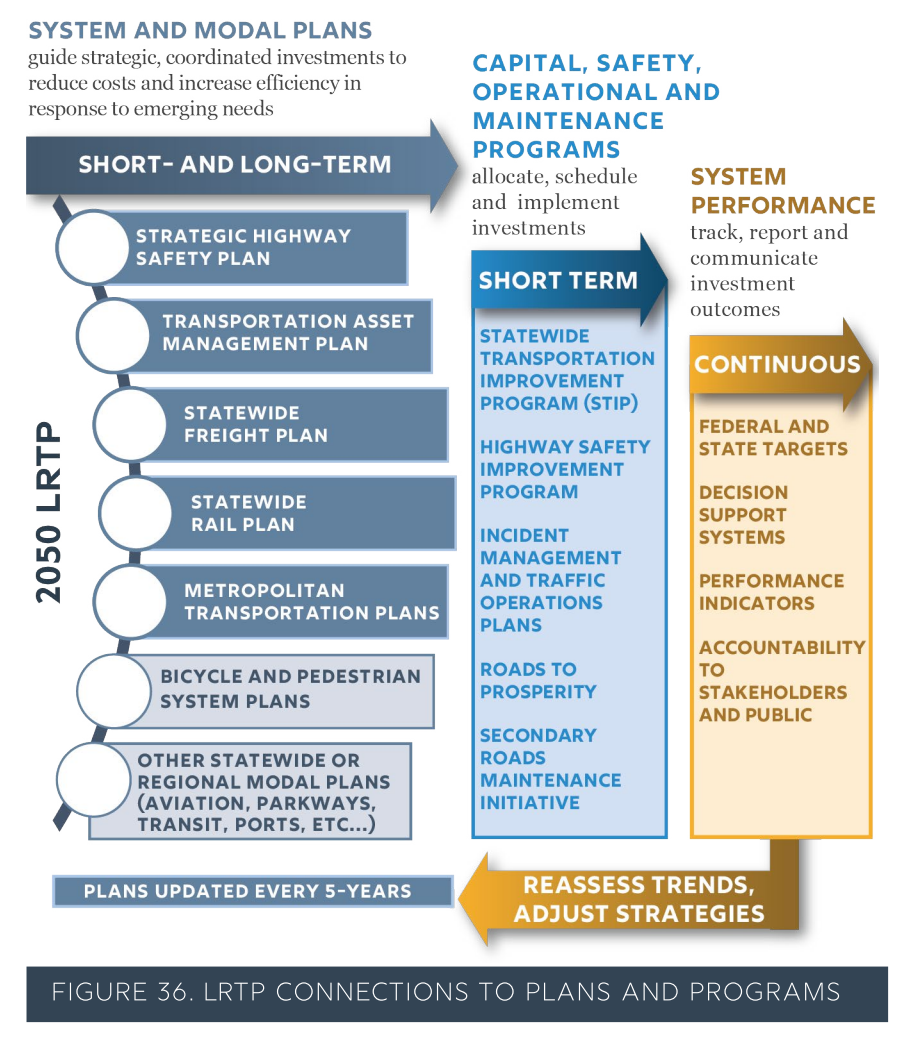 SYSTEM AND MODAL PLANS
guide strategic, coordinated investments to
reduce costs and increase efficiency in
response to emerging needs
SHORT- AND LONG-TERM
2050 LRTP
STRATEGIC HIGHWAY
SAFETY PLAN
TRANSPORTATION ASSET
MANAGEMENT PLAN
STATEWIDE
FREIGHT PLAN
STATEWIDE
RAIL PLAN
METROPOLITAN
TRANSPORTATION PLANS
BICYCLE AND PEDESTRIAN
SYSTEM PLANS
OTHER STATEWIDE OR
REGIONAL MODAL PLANS
(AVIATION, PARKWAYS,
TRANSIT, PORTS, ETC...)
PLANS UPDATED EVERY 5-YEARS
CAPITAL, SAFETY,
OPERATIONAL AND
MAINTENANCE
PROGRAMS
allocate, schedule
and implement
investments
SHORT TERM
STATEWIDE
TRANSPORTATION
IMPROVEMENT
PROGRAM (STIP)
HIGHWAY SAFETY
IMPROVEMENT
PROGRAM
INCIDENT
MANAGEMENT
AND TRAFFIC
OPERATIONS
PLANS
ROADS TO
PROSPERITY
SECONDARY
ROADS
MAINTENANCE
INITIATIVE
SYSTEM
PERFORMANCE
track, report and
communicate
investment
outcomes
CONTINUOUS
FEDERAL AND
STATE TARGETS
DECISION
SUPPORT
SYSTEMS
PERFORMANCE
INDICATORS
ACCOUNTABILITY
TO
STAKEHOLDERS
AND PUBLIC
REASSESS TRENDS,
ADJUST STRATEGIES
FIGURE 36. LRTP CONNECTIONS TO PLANS AND PROGRAMS